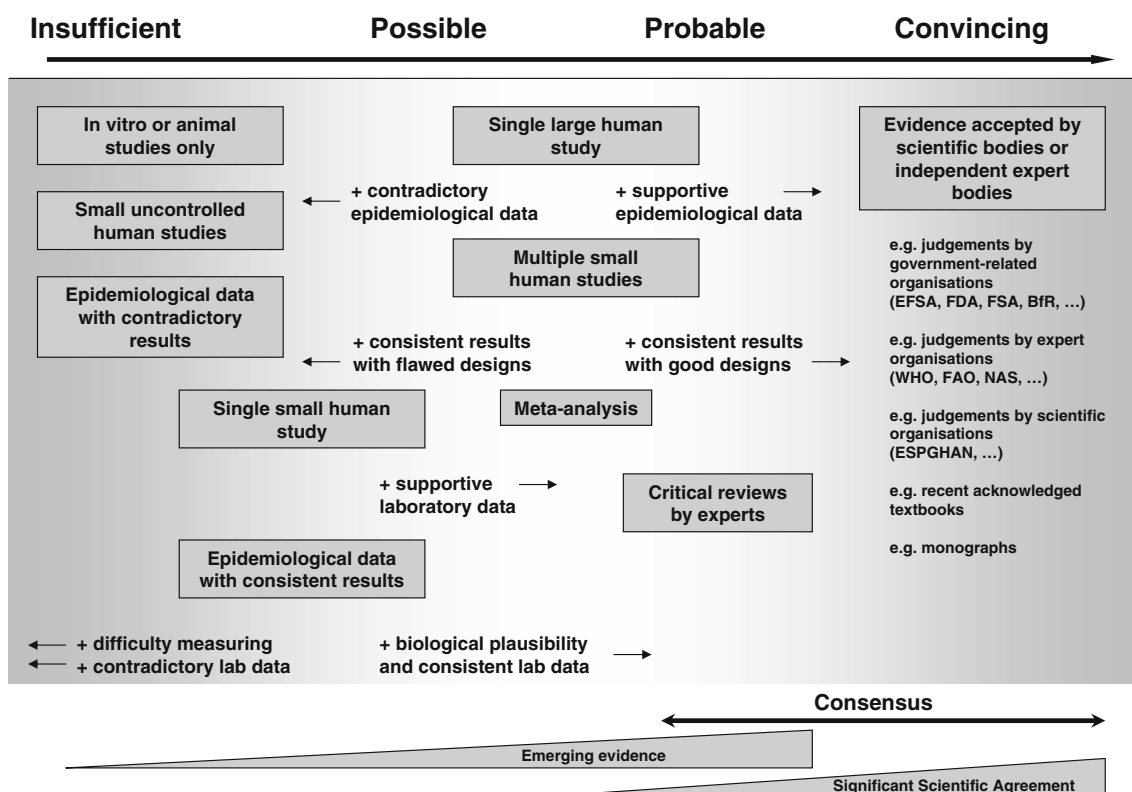 Insufficient
Possible
Probable
Convincing
In vitro or animal
studies only
Single large human
study
Evidence accepted by
scientific bodies or
independent expert
bodies
Small uncontrolled
human studies
+ contradictory
epidemiological data
+ supportive
epidemiological data
Multiple small
human studies
e.g. judgements by
government-related
organisations
(EFSA, FDA, FSA, BfR, …)
Epidemiological data
with contradictory
results
+ consistent results
with flawed designs
+ consistent results
with good designs
e.g. judgements by expert
organisations
(WHO, FAO, NAS, …)
Single small human
study
Meta-analysis
e.g. judgements by scientific
organisations
(ESPGHAN, …)
+ supportive
laboratory data
Critical reviews
by experts
e.g. recent acknowledged
textbooks
e.g. monographs
Epidemiological data
with consistent results
+ difficulty measuring
+ contradictory lab data
+ biological plausibility
and consistent lab data
Consensus
Emerging evidence
Significant Scientific Agreement